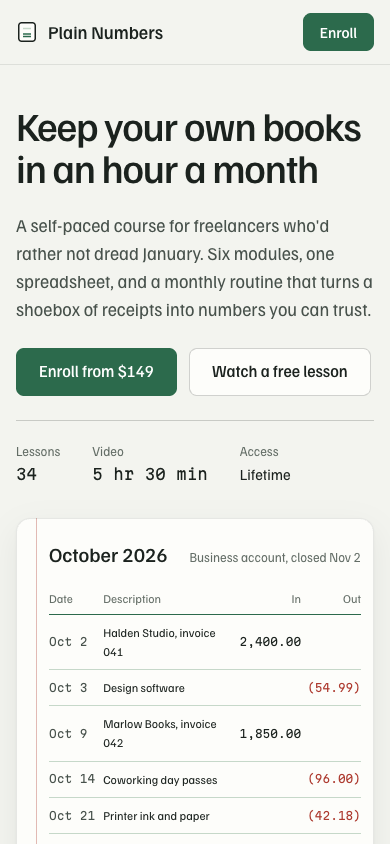 Plain Numbers
Enroll
Keep your own books
in an hour a month
A self-paced course for freelancers who'd
rather not dread January. Six modules, one
spreadsheet, and a monthly routine that turns a
shoebox of receipts into numbers you can trust.
Enroll from $149
Watch a free lesson
Lessons Video Access
34 5 hr 30 min Lifetime
October 2026 Business account, closed Nov 2
Date Description In Out
Oct 2 Halden Studio, invoice 2,400.00
041
Oct 3 Design software (54.99)
Oct 9 Marlow Books, invoice 1,850.00
042
Oct 14 Coworking day passes (96.00)
Oct 21 Printer ink and paper (42.18)